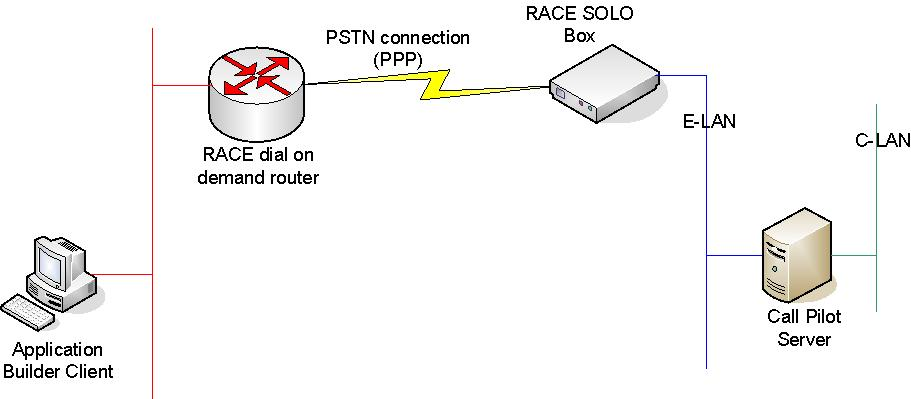 RACE SOLO
Box
PSTN connection
(PPP)
E-LAN
C-LAN
RACE dial on
demand router
Call Pilot
Server
Application
Builder Client